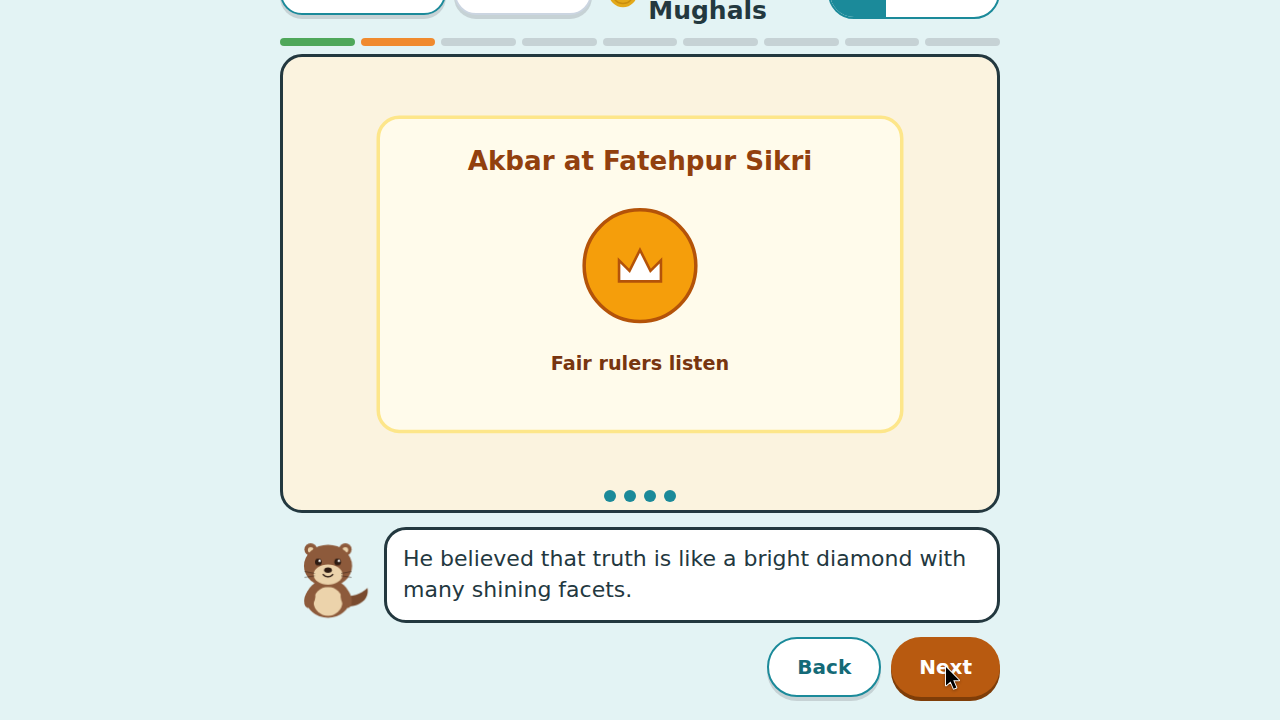 Mughals
Akbar at Fatehpur Sikri
Fair rulers listen
He believed that truth is like a bright diamond with
many shining facets.
Back
Next